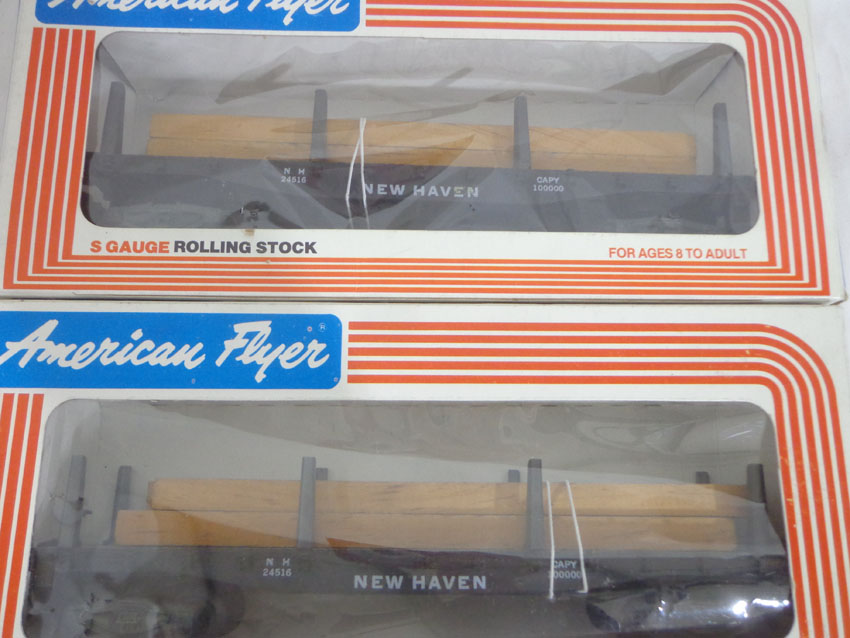 American Flyer
N H
24516
NEW HAVEN
CAPY
100000
S GAUGE ROLLING STOCK
FOR AGES 8 TO ADULT
American Flyer ®
N H
24516
NEW HAVEN
CAPY
100000